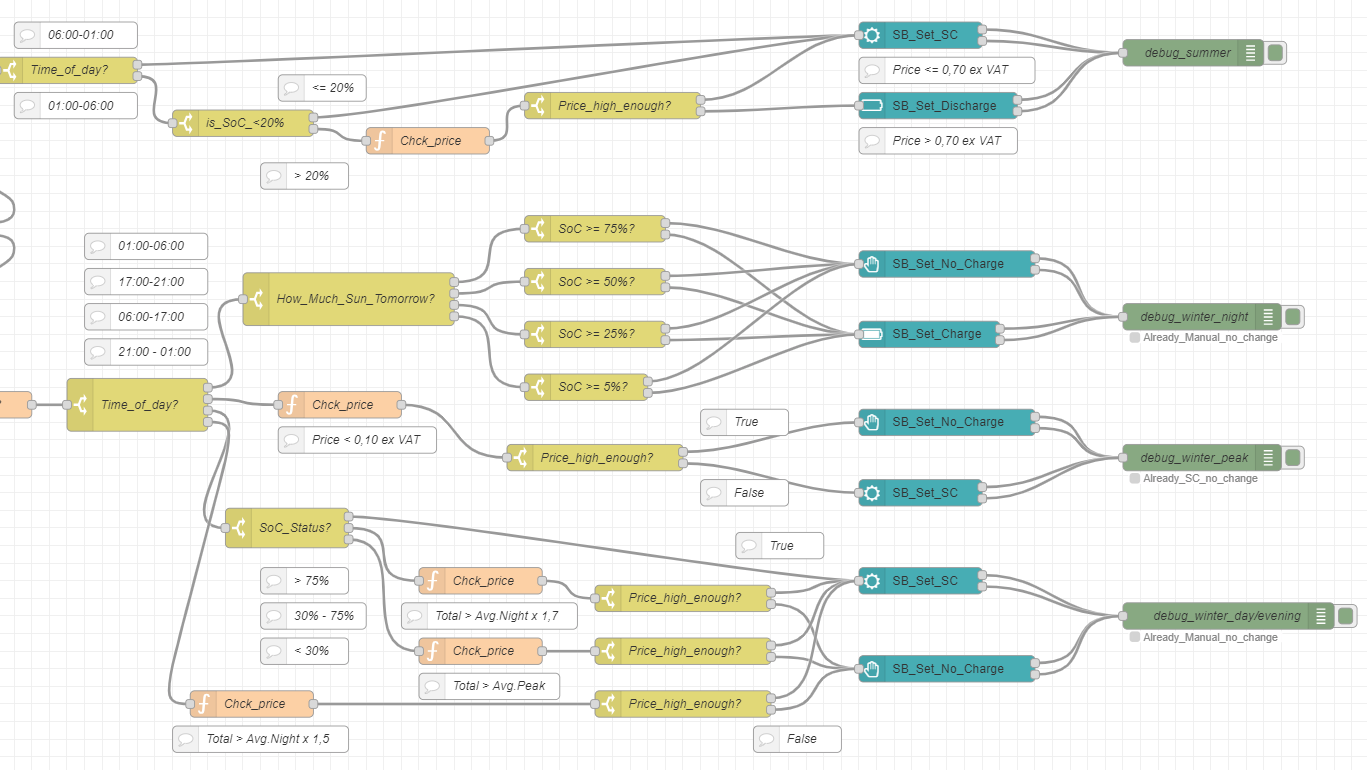 06:00-01:00
SB_Set_SC
debug_summer
Time_of_day?
Price <= 0,70 ex VAT
<= 20%
01:00-06:00
Price_high_enough?
SB_Set_Discharge
is_SoC_<20%
Chck_price
Price > 0,70 ex VAT
> 20%
SoC >= 75%?
01:00-06:00
SB_Set_No_Charge
17:00-21:00
SoC >= 50%?
How_Much_Sun_Tomorrow?
06:00-17:00
debug_winter_night
SoC >= 25%?
SB_Set_Charge
Already_Manual_no_change
21:00 - 01:00
SoC >= 5%?
?
Time_of_day?
Chck_price
True
SB_Set_No_Charge
Price < 0,10 ex VAT
Price_high_enough?
debug_winter_peak
Already_SC_no_change
False
SB_Set_SC
SoC_Status?
True
> 75%
Chck_price
SB_Set_SC
Price_high_enough?
30% - 75%
Total > Avg.Night x 1,7
debug_winter_day/evening
Already_Manual_no_change
< 30%
Chck_price
Price_high_enough?
SB_Set_No_Charge
Total > Avg.Peak
Chck_price
Price_high_enough?
Total > Avg.Night x 1,5
False